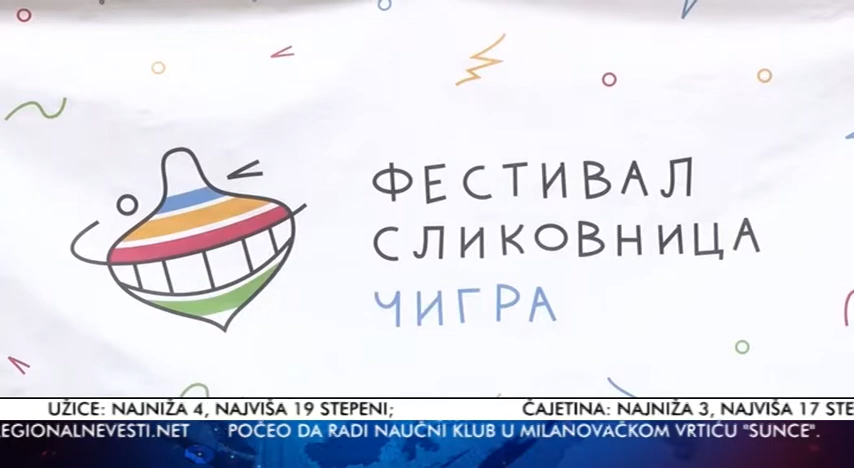 ФЕСТИВАЛ
СЛИКОВНИЦА
ЧИГРА
UŽICE: NAJNIŽA 4, NAJVIŠA 19 STEPENI; ČAJETINA: NAJNIŽA 3, NAJVIŠA 17 STE
EGIONALNEVESTI.NET · POČEO DA RADI NAUČNI KLUB U MILANOVAČKOM VRTIĆU "SUNCE".